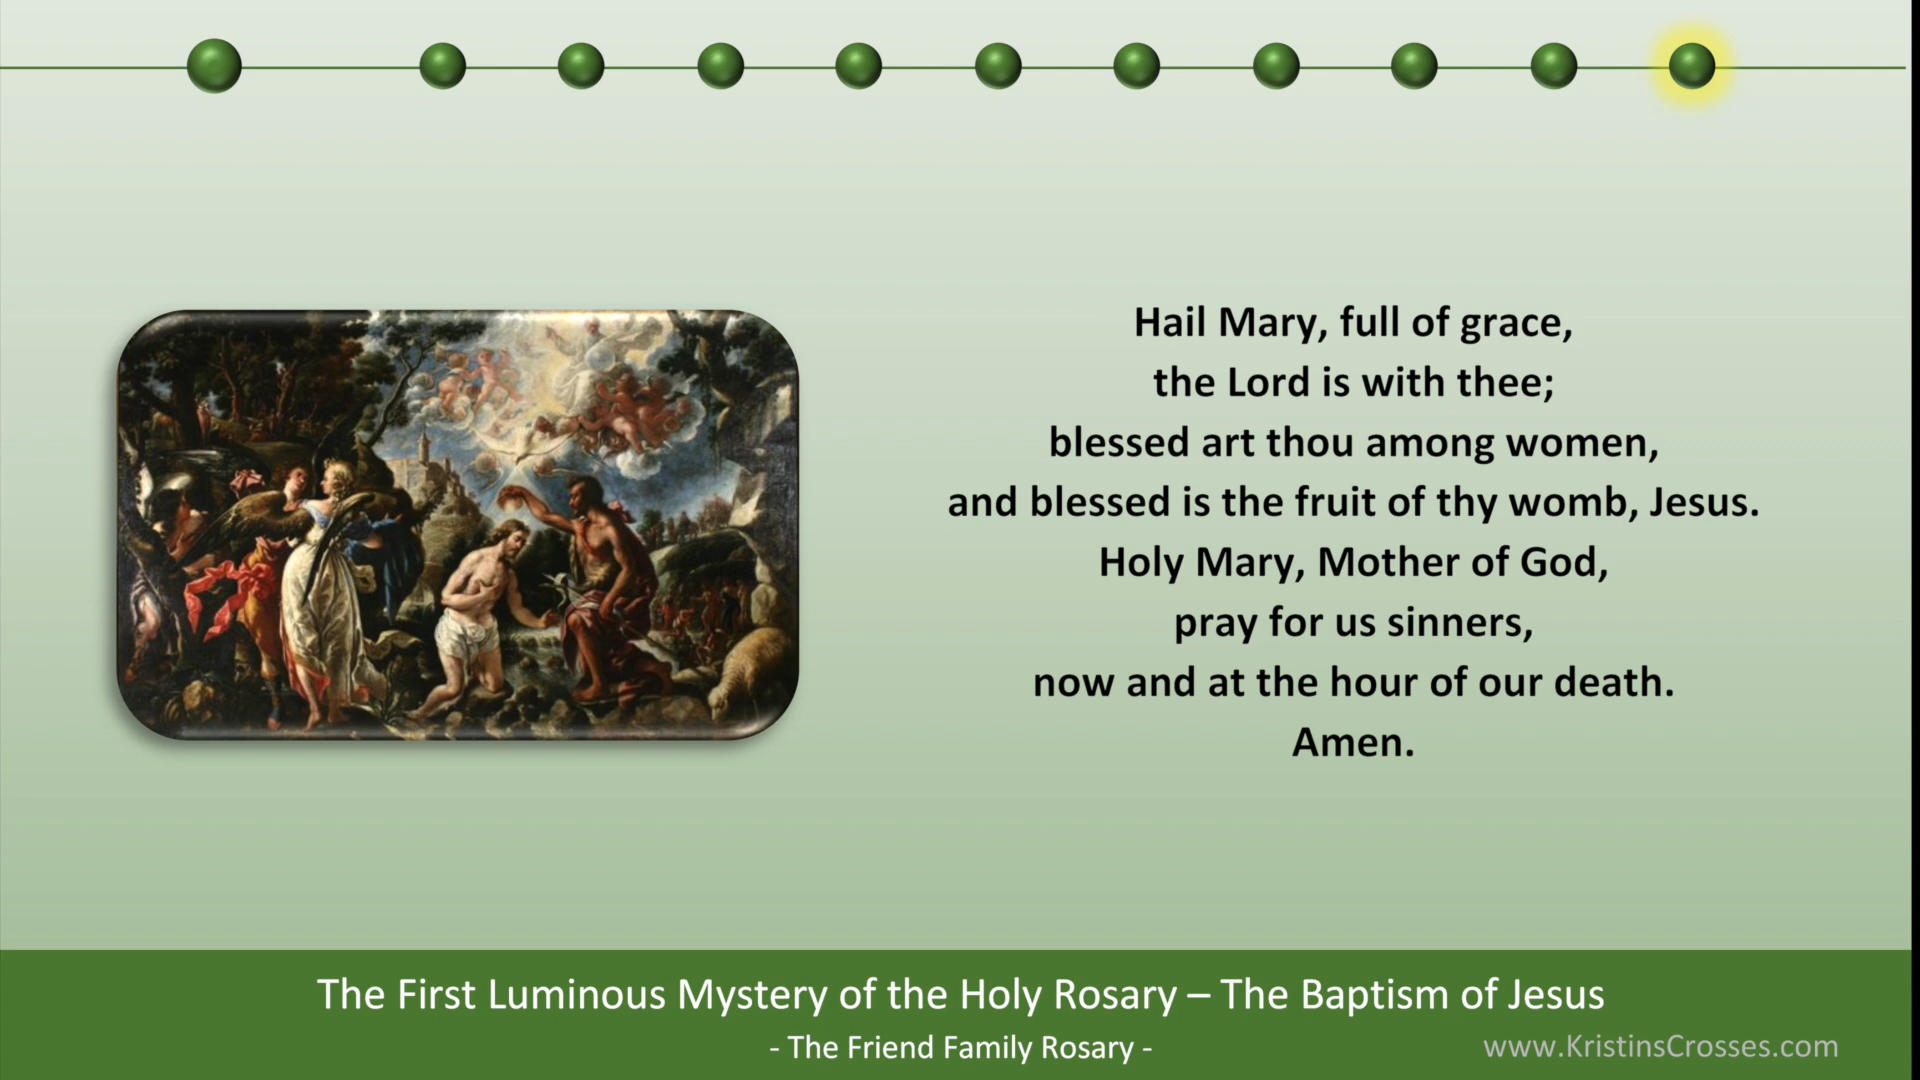 Hail Mary, full of grace,
the Lord is with thee;
blessed art thou among women,
and blessed is the fruit of thy womb, Jesus.
Holy Mary, Mother of God,
pray for us sinners,
now and at the hour of our death.
Amen.
The First Luminous Mystery of the Holy Rosary – The Baptism of Jesus
- The Friend Family Rosary -
www.KristinsCrosses.com